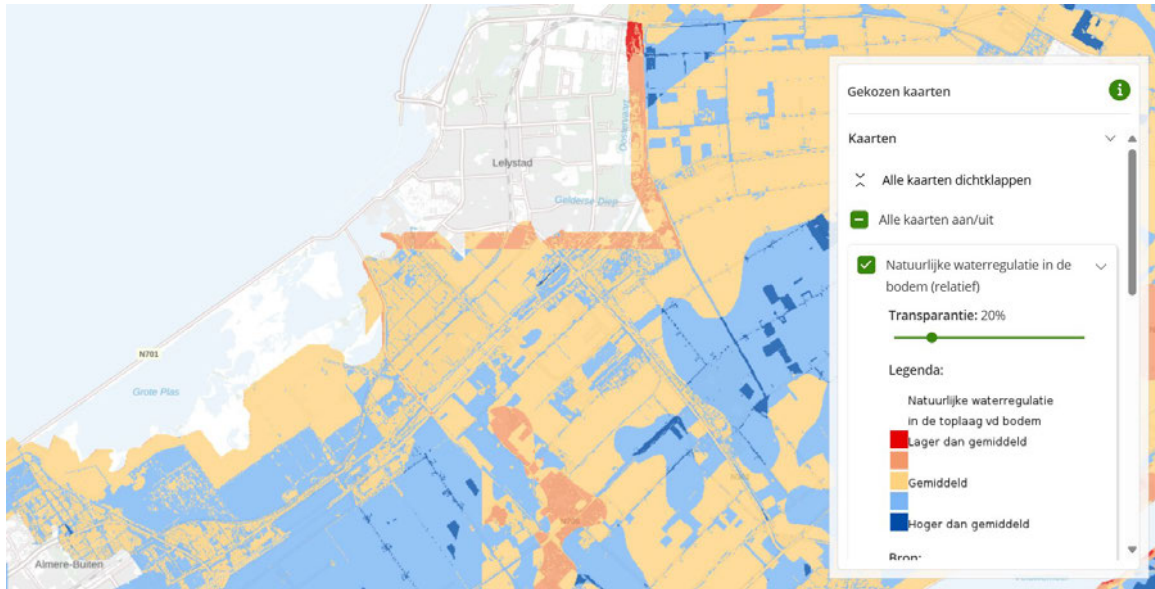 Gekozen kaarten
Kaarten
Alle kaarten dichtklappen
Alle kaarten aan/uit
Natuurlijke waterregulatie in de
bodem (relatief)
Transparantie: 20%
Legenda:
Natuurlijke waterregulatie
in de toplaag vd bodem
Lager dan gemiddeld
Gemiddeld
Hoger dan gemiddeld
Bron:
Lelystad
Oostervaart
Gelderse Diep
N701
Grote Plas
Almere-Buiten